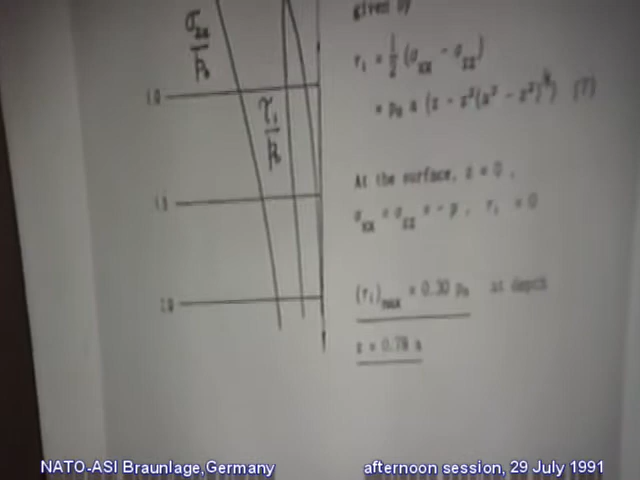 given by
σzz/p₀
τ₁ = 1/2 (σxx - σzz)
1.0
τ₁/p₀
= p₀ a (z - z²(a² - z²)½) (7)
At the surface, z = 0 ,
1.5
σxx = σzz = - p , τ₁ = 0
2.0
(τ₁)max = 0.30 p₀ at depth
z = 0.78 a
NATO-ASI Braunlage,Germany afternoon session, 29 July 1991